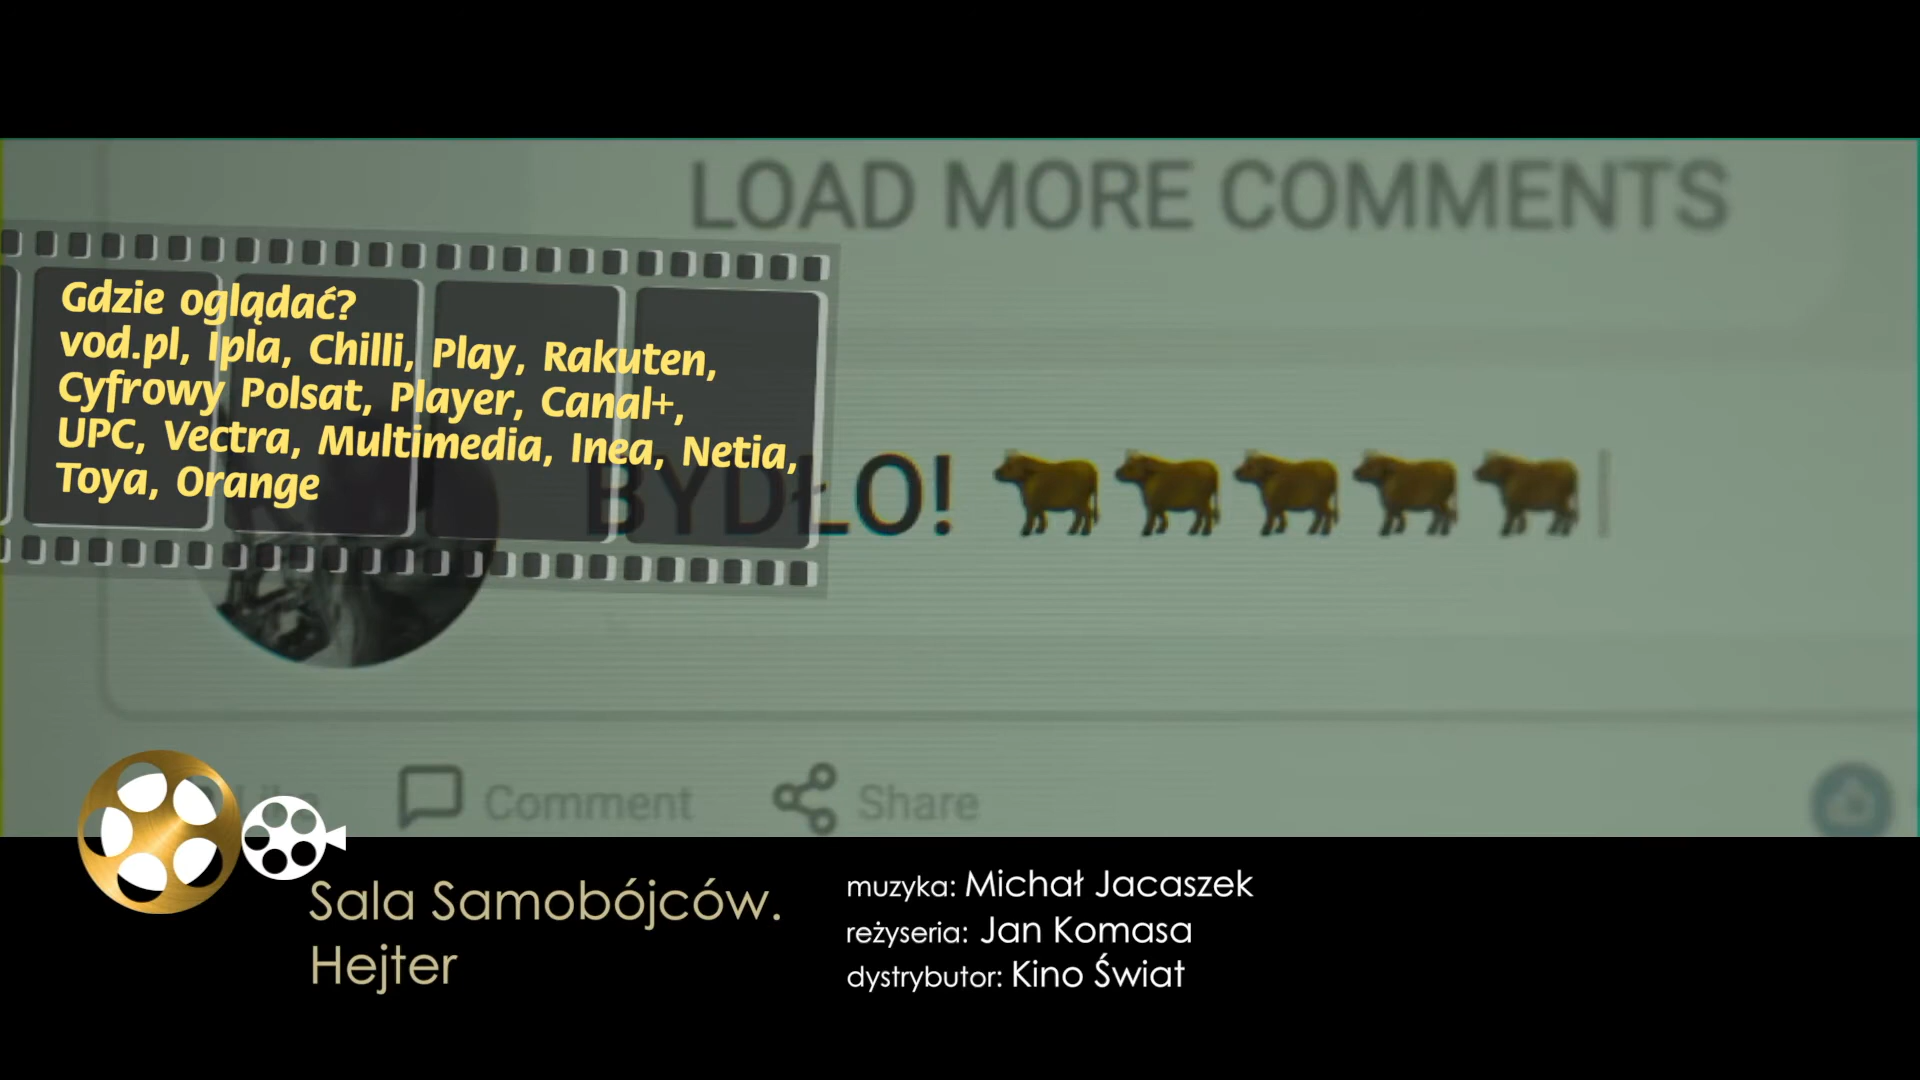 LOAD MORE COMMENTS
Gdzie oglądać?
vod.pl, Ipla, Chilli, Play, Rakuten,
Cyfrowy Polsat, Player, Canal+,
UPC, Vectra, Multimedia, Inea, Netia,
Toya, Orange
BYDŁO! 🐂🐂🐂🐂🐂
Like Comment Share
Sala Samobójców.
Hejter
muzyka: Michał Jacaszek
reżyseria: Jan Komasa
dystrybutor: Kino Świat